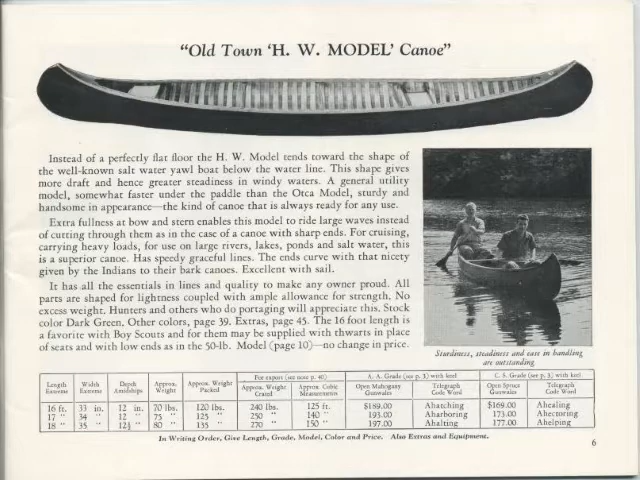 "Old Town 'H. W. MODEL' Canoe"
Instead of a perfectly flat floor the H. W. Model tends toward the shape of
the well-known salt water yawl boat below the water line. This shape gives
more draft and hence greater steadiness in windy waters. A general utility
model, somewhat faster under the paddle than the Otca Model, sturdy and
handsome in appearance—the kind of canoe that is always ready for any use.
Extra fullness at bow and stern enables this model to ride large waves instead
of cutting through them as in the case of a canoe with sharp ends. For cruising,
carrying heavy loads, for use on large rivers, lakes, ponds and salt water, this
is a superior canoe. Has speedy graceful lines. The ends curve with that nicety
given by the Indians to their bark canoes. Excellent with sail.
It has all the essentials in lines and quality to make any owner proud. All
parts are shaped for lightness coupled with ample allowance for strength. No
excess weight. Hunters and others who do portaging will appreciate this. Stock
color Dark Green. Other colors, page 39. Extras, page 45. The 16 foot length is
a favorite with Boy Scouts and for them may be supplied with thwarts in place
of seats and with low ends as in the 50-lb. Model (page 10)—no change in price.
Sturdiness, steadiness and ease in handling
are outstanding
Length Extreme Width Extreme Depth Amidships Approx. Weight Approx. Weight Packed For export (see note p. 40) Approx. Weight Crated Approx. Cubic Measurements A. A. Grade (see p. 3) with keel Open Mahogany Gunwales Telegraph Code Word C. S. Grade (see p. 3) with keel Open Spruce Gunwales Telegraph Code Word
16 ft. 33 in. 12 in. 70 lbs. 120 lbs. 240 lbs. 125 ft. $189.00 Abatching $169.00 Ahealing
17 " 34 " 12 " 75 " 125 " 250 " 140 " 193.00 Aharboring 173.00 Ahectoring
18 " 35 " 12½ " 80 " 135 " 270 " 150 " 197.00 Ahalting 177.00 Ahelping
In Writing Order, Give Length, Grade, Model, Color and Price. Also Extras and Equipment.
6